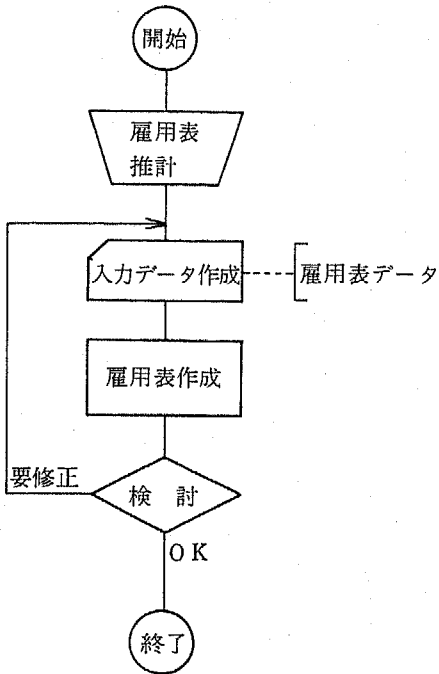 開始
雇用表
推計
入力データ作成
雇用表データ
雇用表作成
要修正
検 討
OK
終了